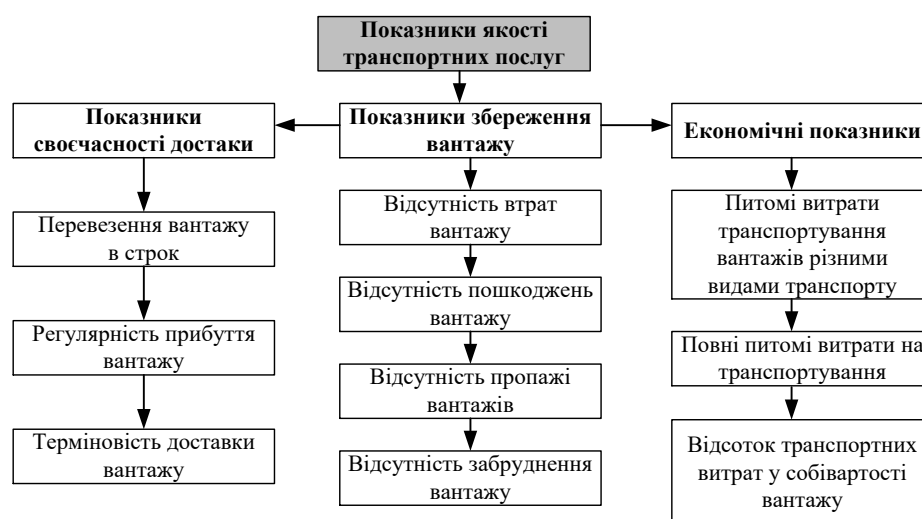 Показники якості
транспортних послуг
Показники
своєчасності достаки
Перевезення вантажу
в строк
Регулярність прибуття
вантажу
Терміновість доставки
вантажу
Показники збереження
вантажу
Відсутність втрат
вантажу
Відсутність пошкоджень
вантажу
Відсутність пропажі
вантажів
Відсутність забруднення
вантажу
Економічні показники
Питомі витрати
транспортування
вантажів різними
видами транспорту
Повні питомі витрати на
транспортування
Відсоток транспортних
витрат у собівартості
вантажу